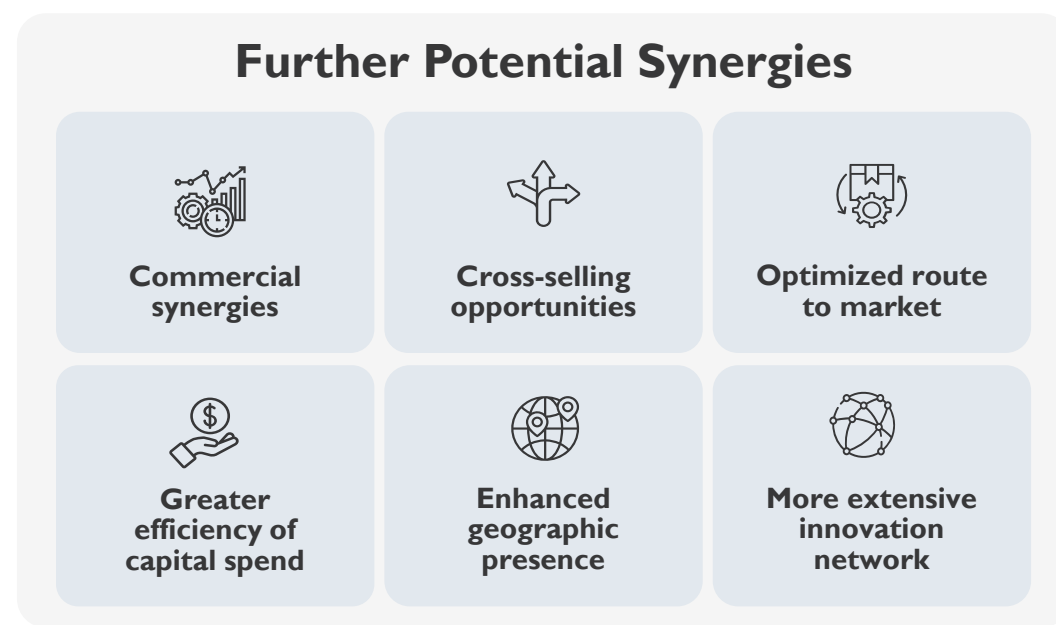 Further Potential Synergies
Commercial
synergies
Cross-selling
opportunities
Optimized route
to market
$
Greater
efficiency of
capital spend
Enhanced
geographic
presence
More extensive
innovation
network